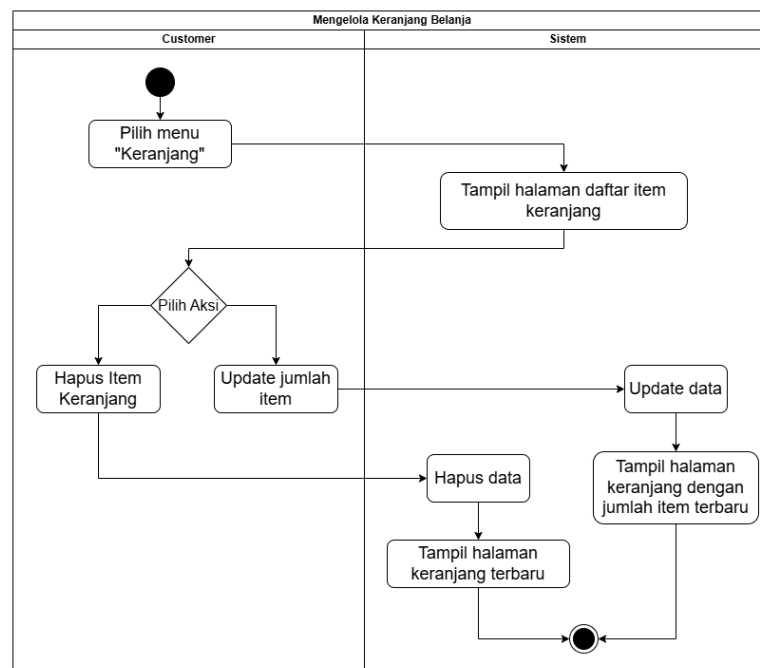 Mengelola Keranjang Belanja
Customer
Sistem
Pilih menu
"Keranjang"
Tampil halaman daftar item
keranjang
Pilih Aksi
Hapus Item
Keranjang
Update jumlah
item
Update data
Hapus data
Tampil halaman
keranjang dengan
jumlah item terbaru
Tampil halaman
keranjang terbaru